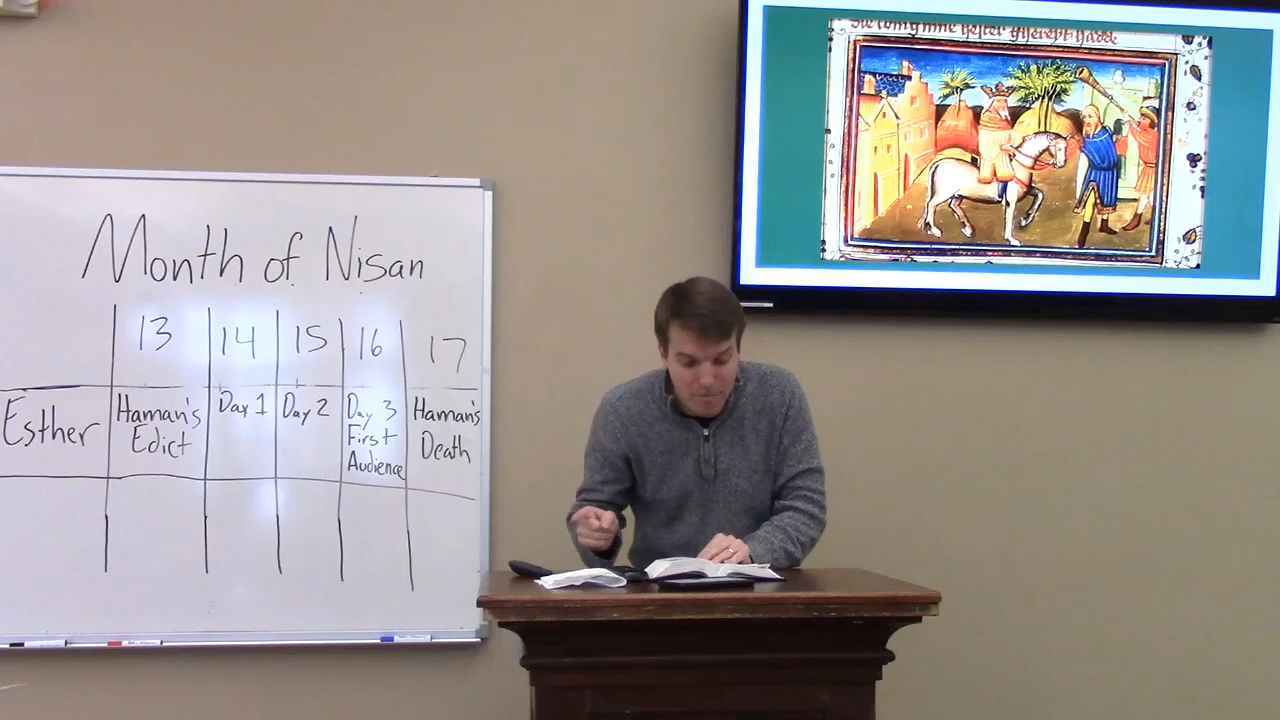 Month of Nisan
13 14 15 16 17
Esther Haman's Day 1 Day 2 Day 3 Haman's
Edict First Death
Audience